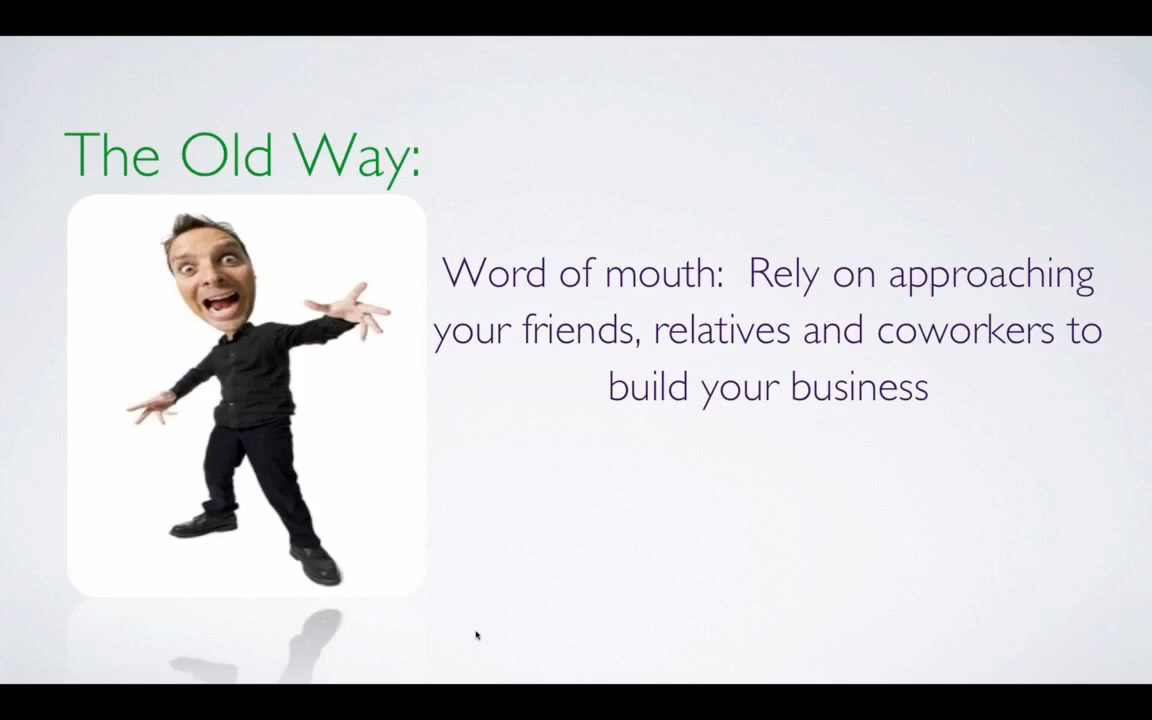 The Old Way:
Word of mouth:  Rely on approaching
your friends, relatives and coworkers to
build your business